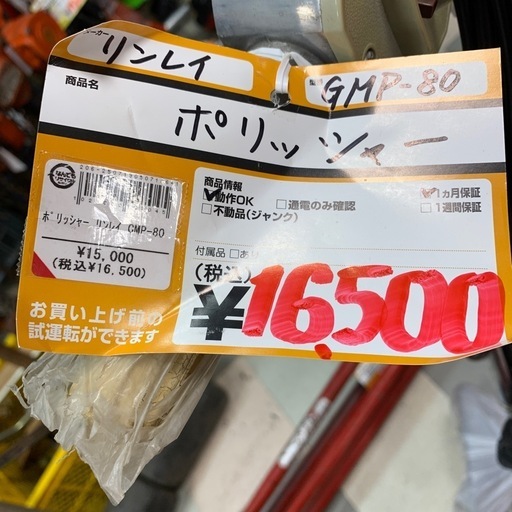 メーカー
リンレイ
GMP-80
商品名
ポリッシャー
ポリッシャー リンレイ GMP-80
¥15,000
(税込¥16,500)
お買い上げ前の
試運転ができます
商品情報
動作OK
□通電のみ確認
1ヵ月保証
□不動品(ジャンク)
□1週間保証
付属品 □あり
(税込)
¥16,500